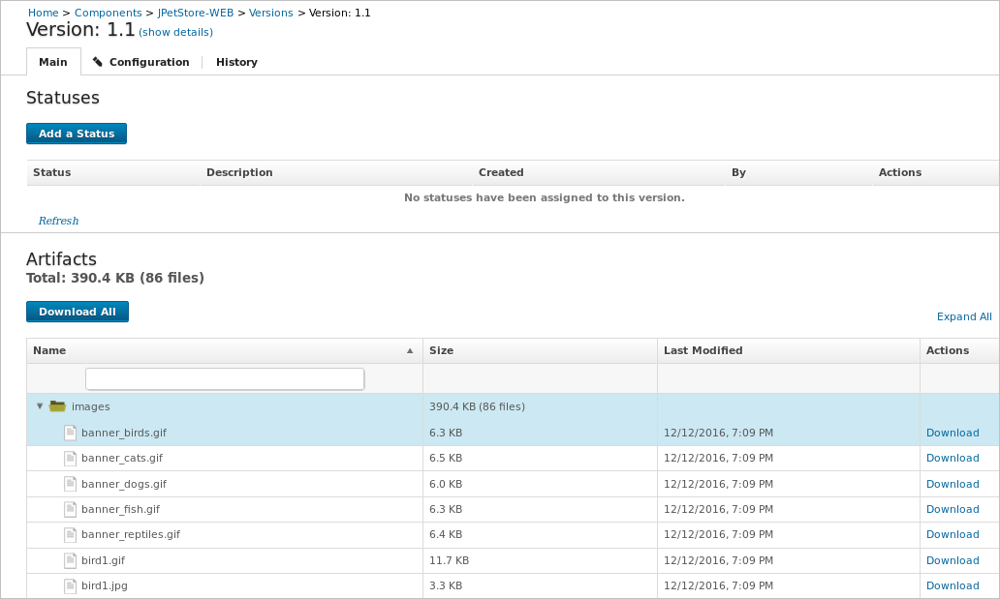 Home > Components > JPetStore-WEB > Versions > Version: 1.1
Version: 1.1 (show details)
Main Configuration History
Statuses
Add a Status
Status Description Created By Actions
No statuses have been assigned to this version.
Refresh
Artifacts
Total: 390.4 KB (86 files)
Download All
Expand All
Name Size Last Modified Actions
images 390.4 KB (86 files)
banner_birds.gif 6.3 KB 12/12/2016, 7:09 PM Download
banner_cats.gif 6.5 KB 12/12/2016, 7:09 PM Download
banner_dogs.gif 6.0 KB 12/12/2016, 7:09 PM Download
banner_fish.gif 6.3 KB 12/12/2016, 7:09 PM Download
banner_reptiles.gif 6.4 KB 12/12/2016, 7:09 PM Download
bird1.gif 11.7 KB 12/12/2016, 7:09 PM Download
bird1.jpg 3.3 KB 12/12/2016, 7:09 PM Download